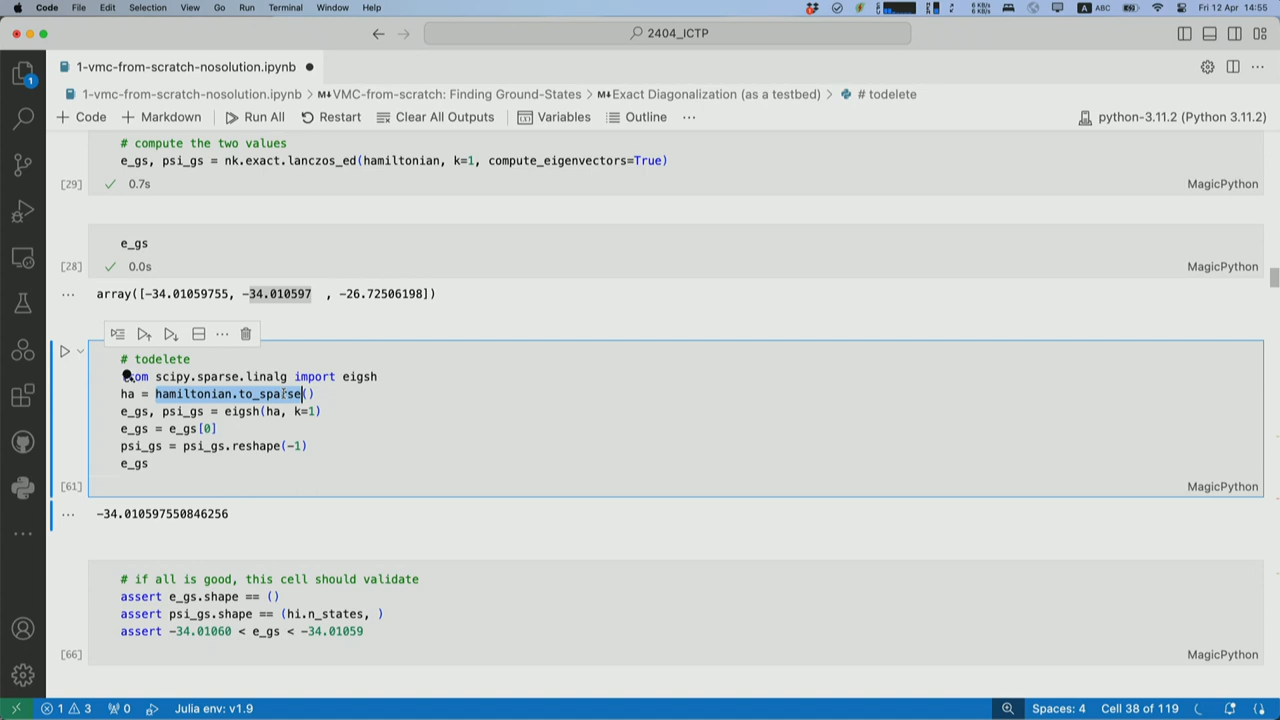 Code File Edit Selection View Go Run Terminal Window Help A ABC Fri 12 Apr 14:55
2404_ICTP
1-vmc-from-scratch-nosolution.ipynb
1-vmc-from-scratch-nosolution.ipynb > M↓VMC-from-scratch: Finding Ground-States > M↓Exact Diagonalization (as a testbed) > # todelete
+ Code + Markdown Run All Restart Clear All Outputs Variables Outline ... python-3.11.2 (Python 3.11.2)
# compute the two values
e_gs, psi_gs = nk.exact.lanczos_ed(hamiltonian, k=1, compute_eigenvectors=True)
[29] 0.7s MagicPython
e_gs
[28] 0.0s MagicPython
array([-34.01059755, -34.010597 , -26.72506198])
# todelete
from scipy.sparse.linalg import eigsh
ha = hamiltonian.to_sparse()
e_gs, psi_gs = eigsh(ha, k=1)
e_gs = e_gs[0]
psi_gs = psi_gs.reshape(-1)
e_gs
[61] MagicPython
-34.010597550846256
# if all is good, this cell should validate
assert e_gs.shape == ()
assert psi_gs.shape == (hi.n_states, )
assert -34.01060 < e_gs < -34.01059
[66] MagicPython
1 3 0 Julia env: v1.9 Spaces: 4 Cell 38 of 119